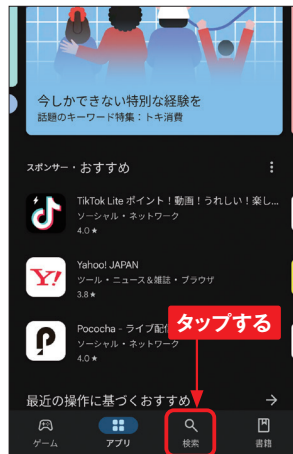 今しかできない特別な経験を
話題のキーワード特集:トキ消費
スポンサー・おすすめ
TikTok Lite ポイント！動画！うれしい！楽し...
ソーシャル・ネットワーク
4.0★
Yahoo! JAPAN
ツール・ニュース＆雑誌・ブラウザ
3.8★
Pococha - ライブ配
ソーシャル・ネットワーク
4.0★
タップする
最近の操作に基づくおすすめ
ゲーム
アプリ
検索
書籍